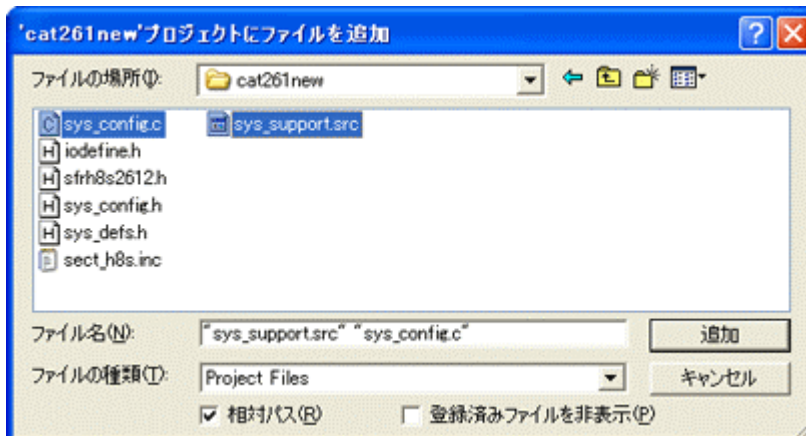 'cat261new'プロジェクトにファイルを追加
ファイルの場所(I): cat261new
sys_config.c sys_support.src
iodefine.h
sfrh8s2612.h
sys_config.h
sys_defs.h
sect_h8s.inc
ファイル名(N): "sys_support.src" "sys_config.c" 追加
ファイルの種類(T): Project Files キャンセル
相対パス(R) 登録済みファイルを非表示(P)